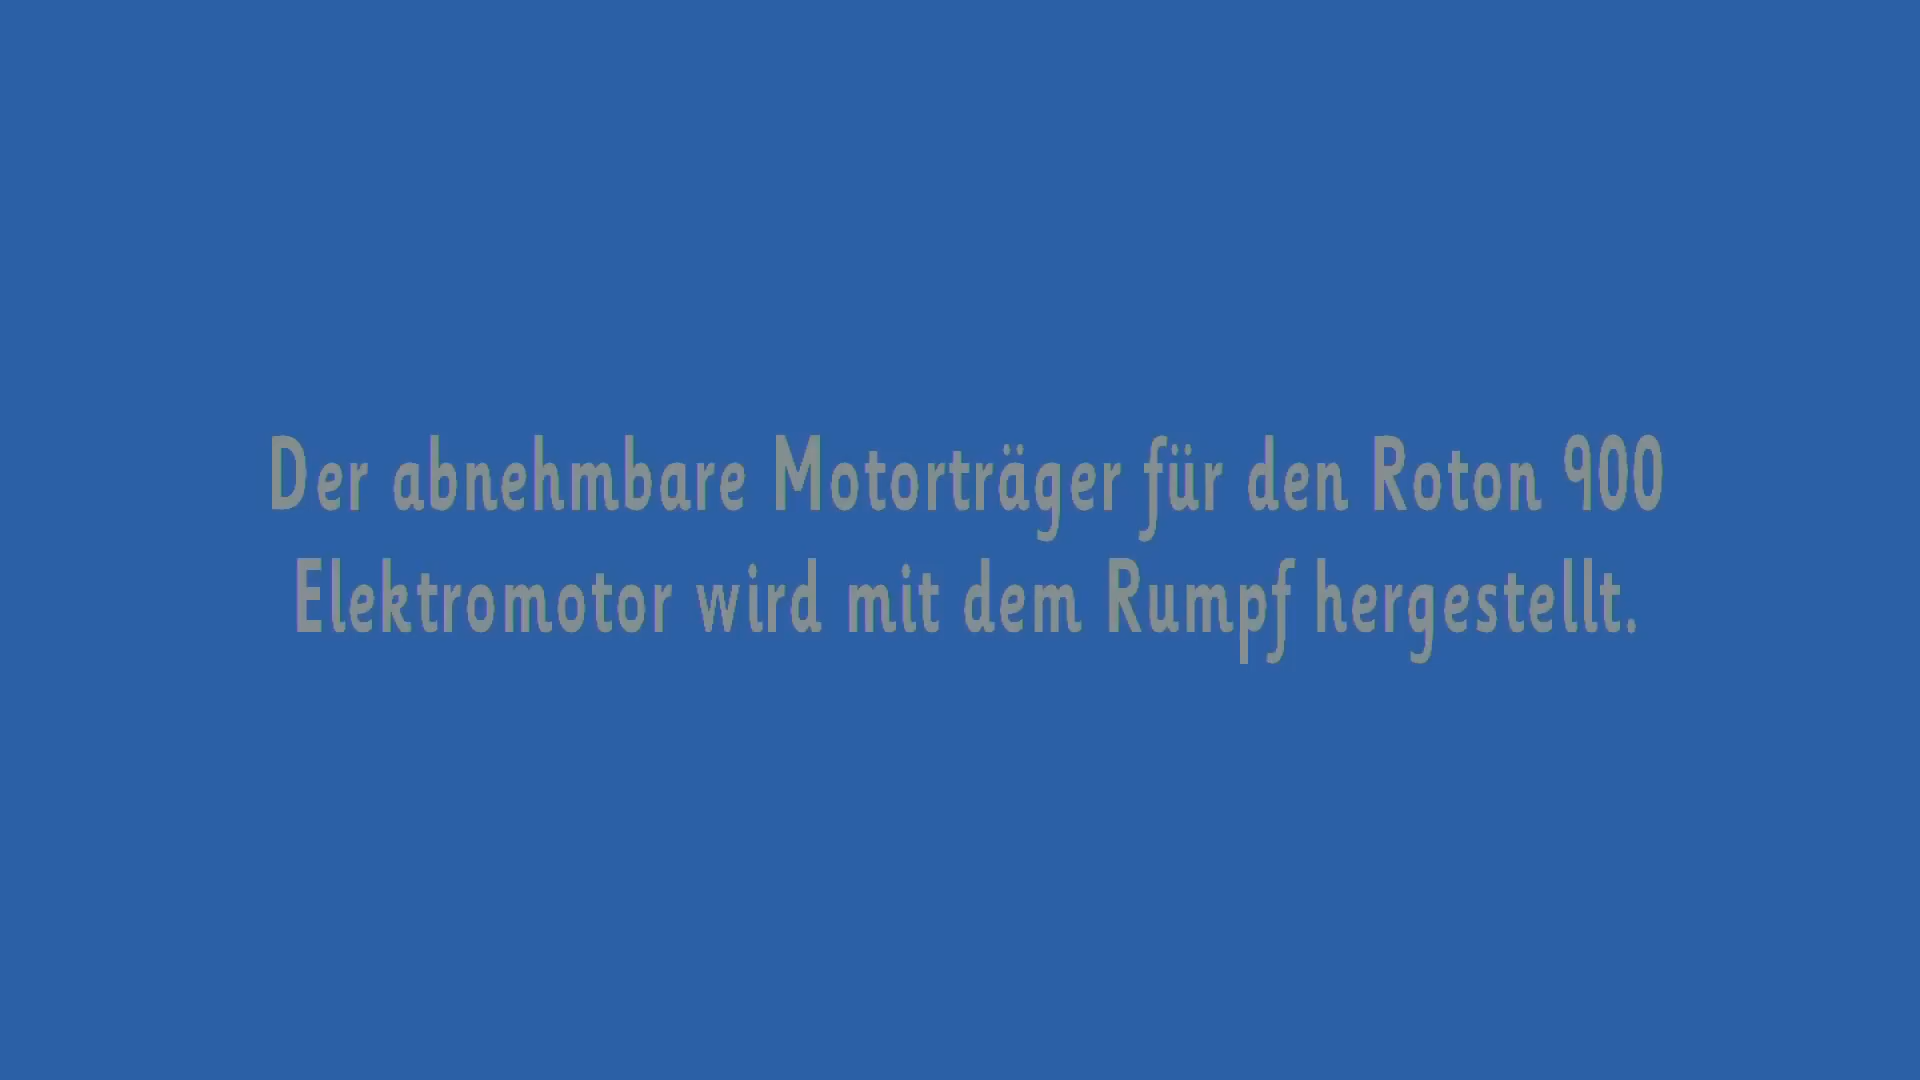 Der abnehmbare Motorträger für den Roton 900
Elektromotor wird mit dem Rumpf hergestellt.